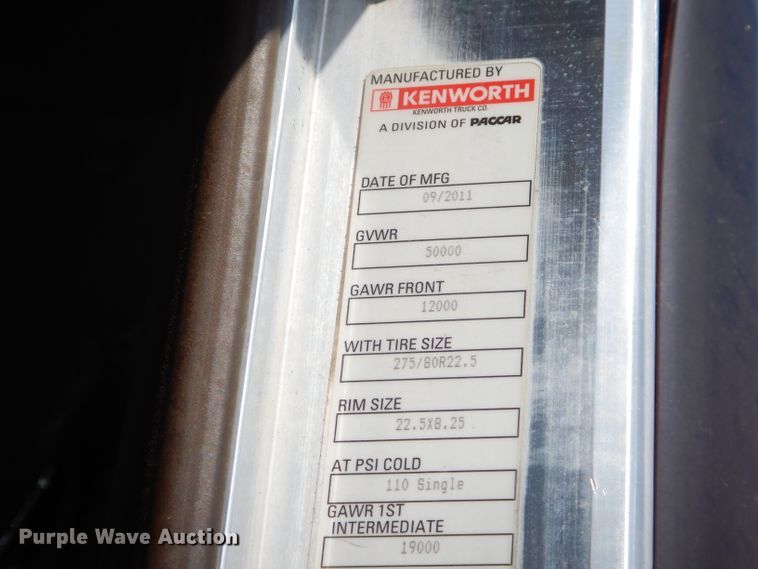 MANUFACTURED BY
KENWORTH
KENWORTH TRUCK CO.
A DIVISION OF PACCAR
DATE OF MFG
09/2011
GVWR
50000
GAWR FRONT
12000
WITH TIRE SIZE
275/80R22.5
RIM SIZE
22.5X8.25
AT PSI COLD
110 Single
GAWR 1ST
INTERMEDIATE
19000
Purple Wave Auction